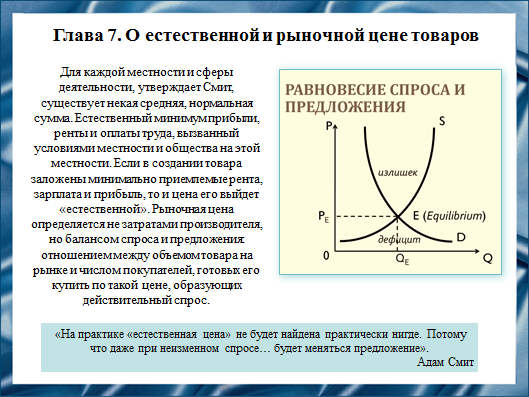 Глава 7. О естественной и рыночной цене товаров
Для каждой местности и сферы
деятельности, утверждает Смит,
существует некая средняя, нормальная
сумма. Естественный минимум прибыли,
ренты и оплаты труда, вызванный
условиями местности и общества на этой
местности. Если в создании товара
заложены минимально приемлемые рента,
зарплата и прибыль, то и цена его выйдет
«естественной». Рыночная цена
определяется не затратами производителя,
но балансом спроса и предложения:
отношением между объемом товара на
рынке и числом покупателей, готовых его
купить по такой цене, образующих
действительный спрос.
РАВНОВЕСИЕ СПРОСА И
ПРЕДЛОЖЕНИЯ
P
S
излишек
PE
E (Equilibrium)
дефицит
D
0
QE
Q
«На практике «естественная цена» не будет найдена практически нигде. Потому
что даже при неизменном спросе… будет меняться предложение».
Адам Смит